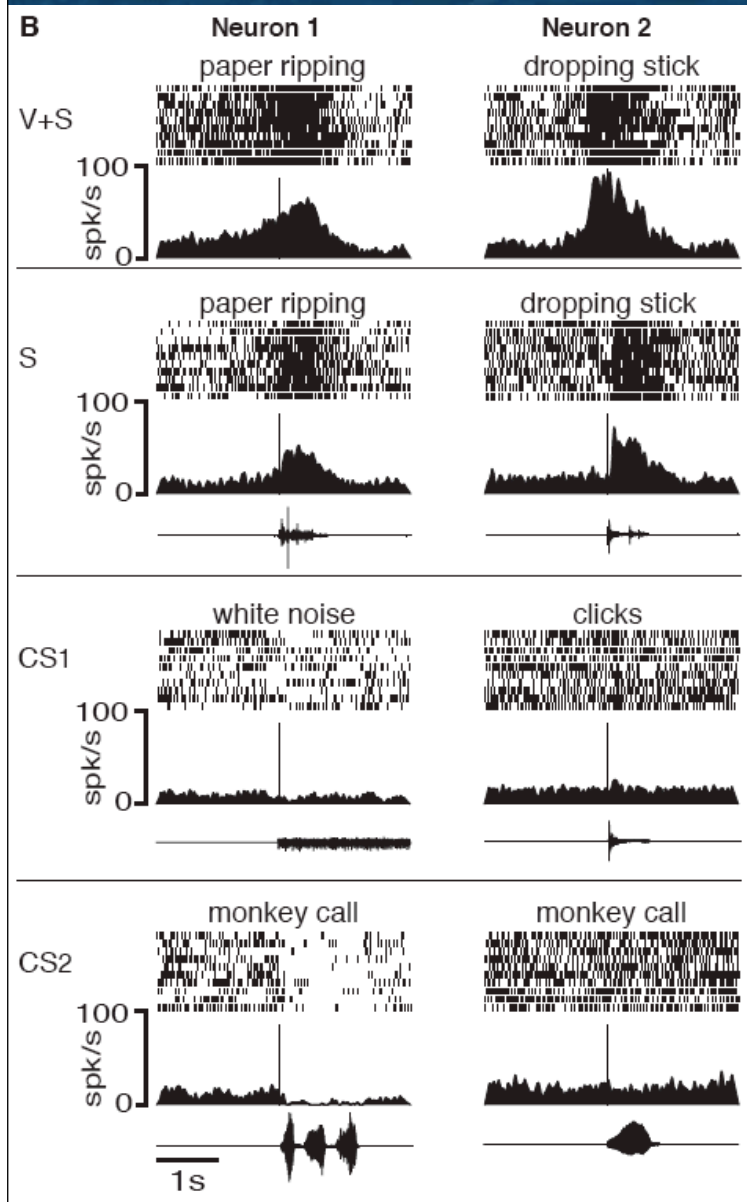 B Neuron 1 Neuron 2
paper ripping dropping stick
V+S
100
spk/s
0
paper ripping dropping stick
S
100
spk/s
0
white noise clicks
CS1
100
spk/s
0
monkey call monkey call
CS2
100
spk/s
0
1s